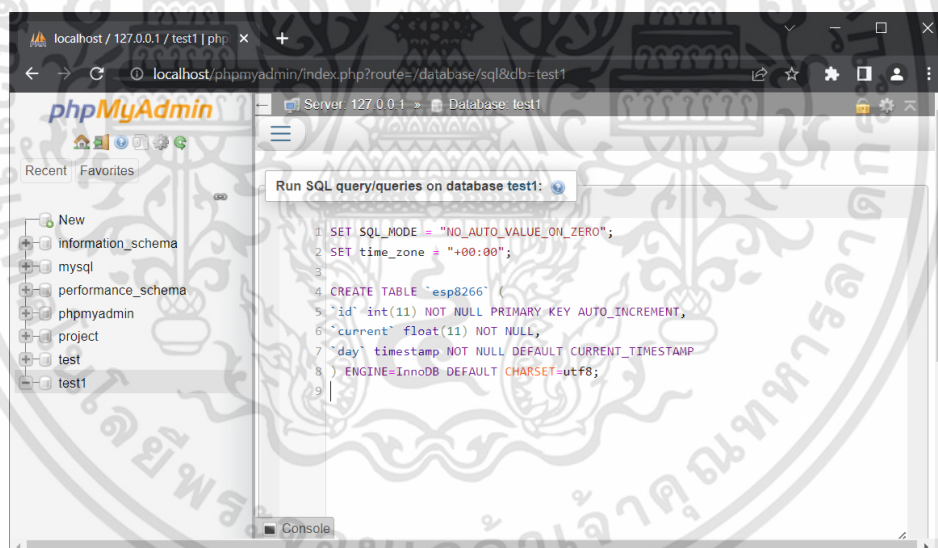 localhost / 127.0.0.1 / test1 | php
localhost/phpmyadmin/index.php?route=/database/sql&db=test1
phpMyAdmin
Server: 127.0.0.1 » Database: test1
Recent Favorites
Run SQL query/queries on database test1:
New
information_schema
mysql
performance_schema
phpmyadmin
project
test
test1
1 SET SQL_MODE = "NO_AUTO_VALUE_ON_ZERO";
2 SET time_zone = "+00:00";
3
4 CREATE TABLE `esp8266` (
5 `id` int(11) NOT NULL PRIMARY KEY AUTO_INCREMENT,
6 `current` float(11) NOT NULL,
7 `day` timestamp NOT NULL DEFAULT CURRENT_TIMESTAMP
8 ) ENGINE=InnoDB DEFAULT CHARSET=utf8;
9
Console